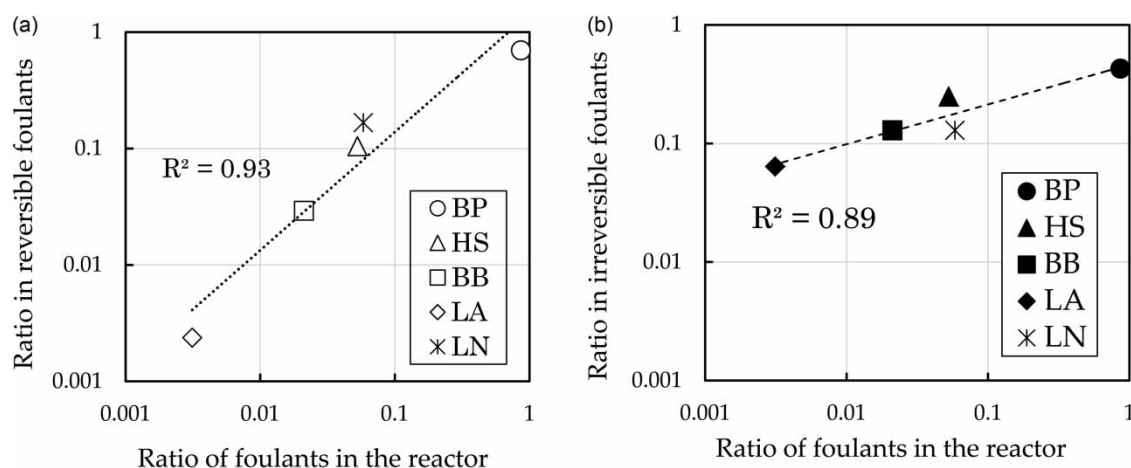 (a)
Ratio in reversible foulants
1
0.1
0.01
0.001
R² = 0.93
BP
HS
BB
LA
LN
0.001 0.01 0.1 1
Ratio of foulants in the reactor
(b)
Ratio in irreversible foulants
1
0.1
0.01
0.001
R² = 0.89
BP
HS
BB
LA
LN
0.001 0.01 0.1 1
Ratio of foulants in the reactor